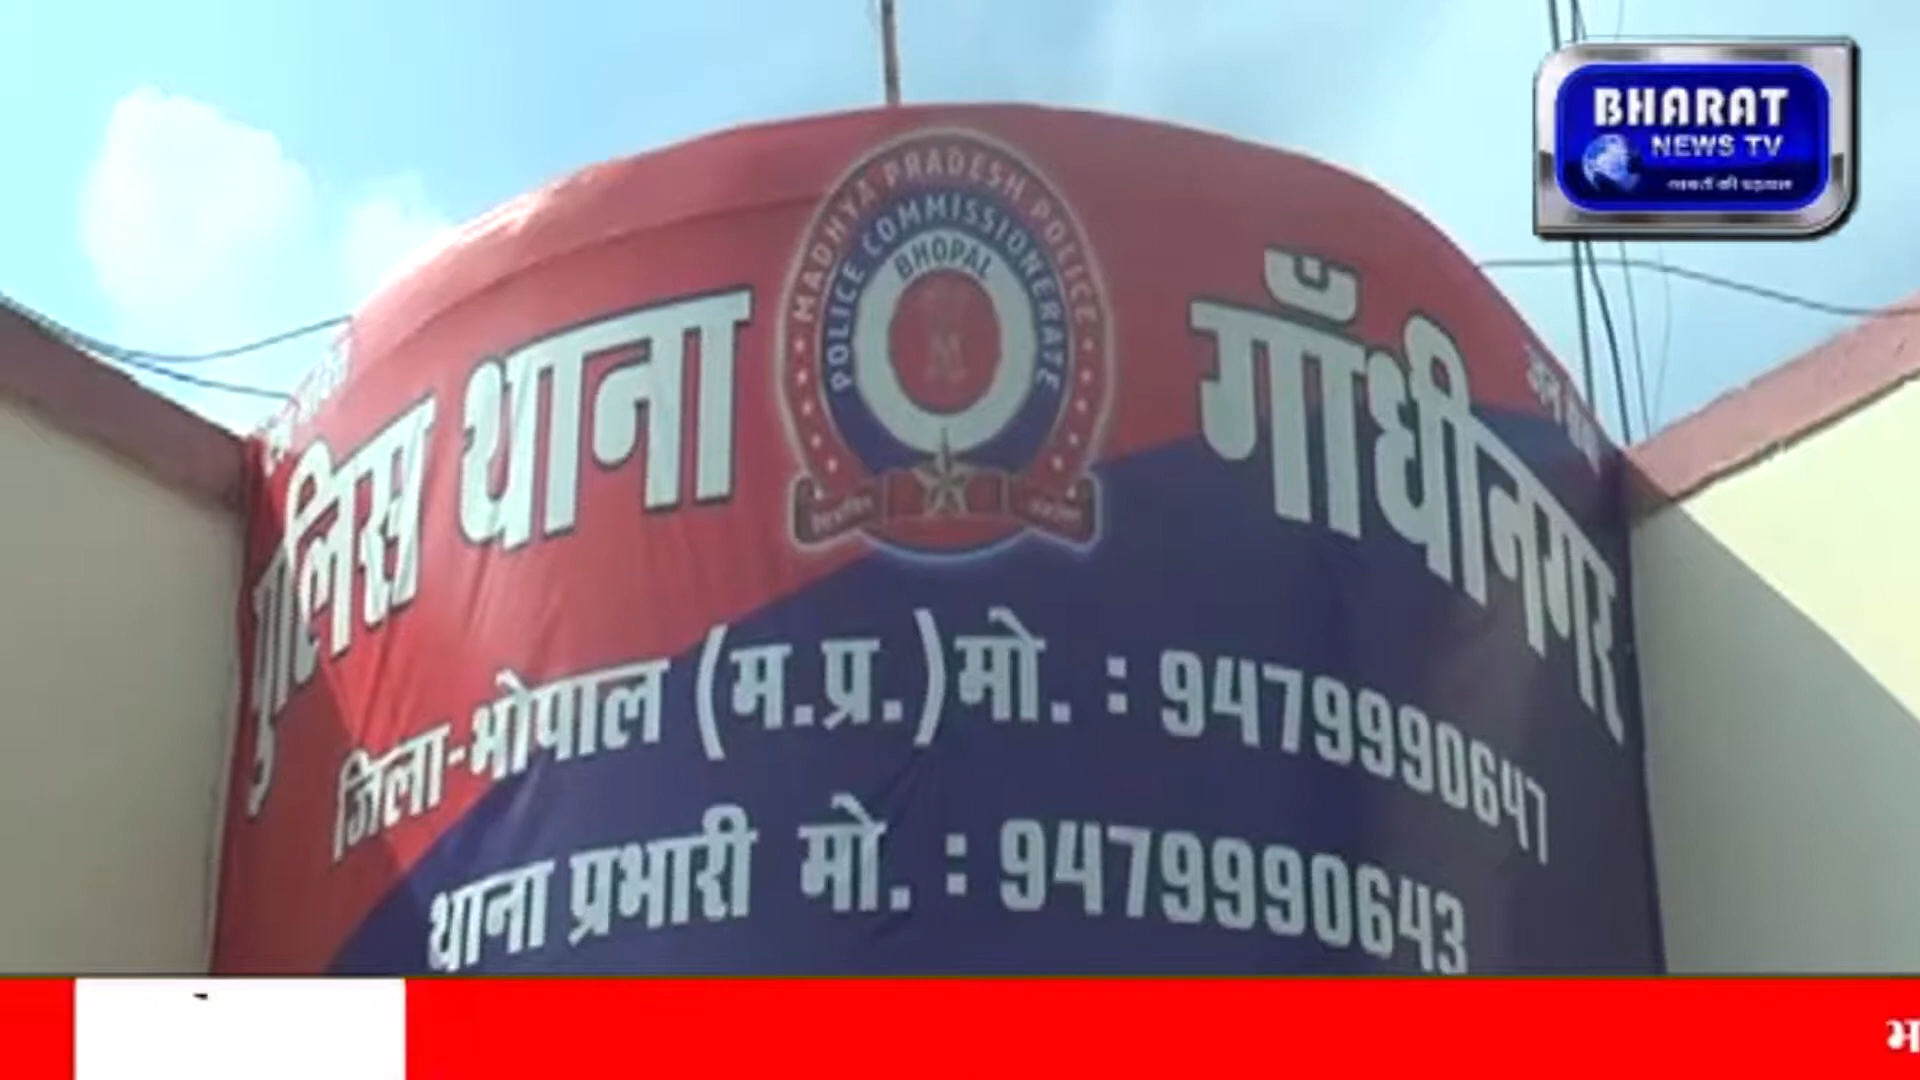 BHARAT
NEWS TV
MADHYA PRADESH POLICE
POLICE COMMISSIONERATE
BHOPAL
पुलिस थाना गाँधीनगर
जिला-भोपाल (म.प्र.) मो. : 9479990647
थाना प्रभारी मो. : 9479990643